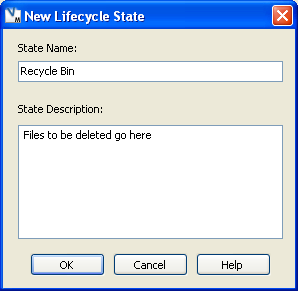 New Lifecycle State
State Name:
Recycle Bin
State Description:
Files to be deleted go here
OK Cancel Help